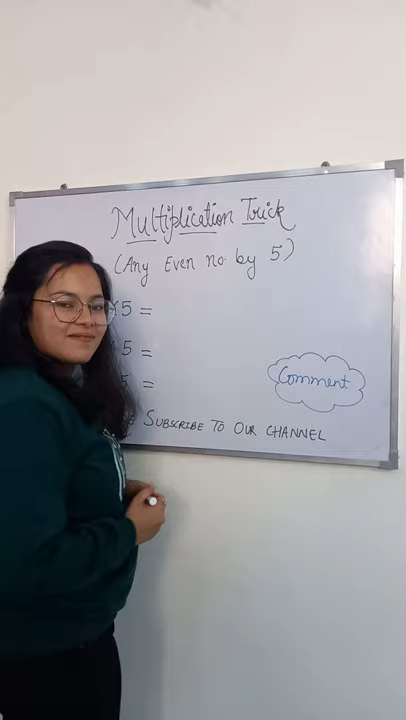 Multiplication Trick
(Any Even no. by 5)
5 =
5 =
5 =
Comment
SUBSCRIBE TO OUR CHANNEL